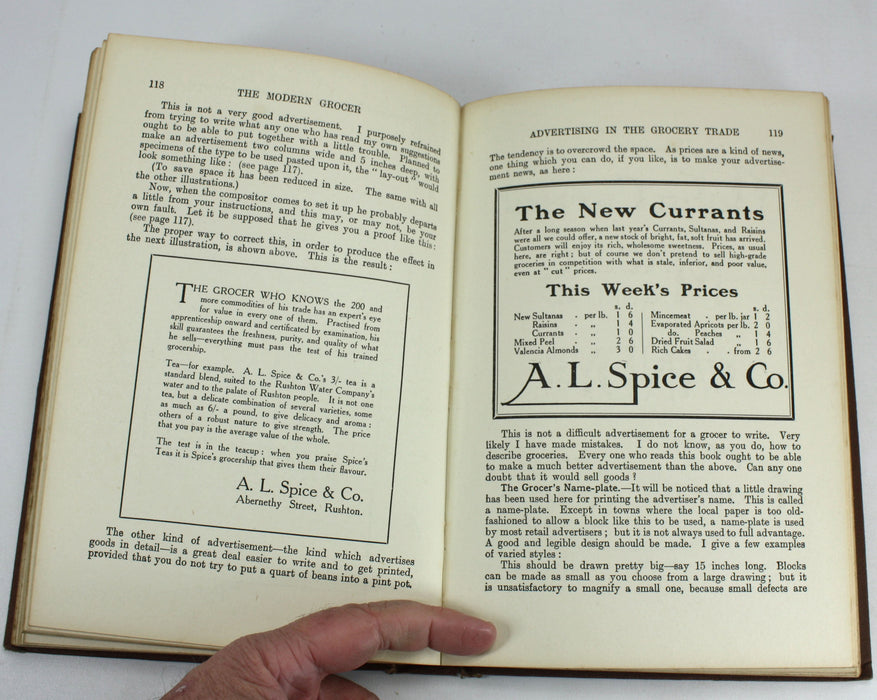 118
THE MODERN GROCER
This is not a very good advertisement. I purposely refrained
from trying to write what any one who has read my own suggestions
ought to be able to put together with a little trouble. Planned to
make an advertisement two columns wide and 5 inches deep, with
specimens of the type to be used pasted upon it, the "lay-out" would
look something like: (see page 117).
(To save space it has been reduced in size. The same with all
the other illustrations.)
Now, when the compositor comes to set it up he probably departs
a little from your instructions, and this may, or may not, be your
own fault. Let it be supposed that he gives you a proof like this:
(see page 117).
The proper way to correct this, in order to produce the effect in
the next illustration, is shown above. This is the result:
THE GROCER WHO KNOWS the 200 and
more commodities of his trade has an expert's eye
for value in every one of them. Practised from
apprenticeship onward and certificated by examination, his
skill guarantees the freshness, purity, and quality of what
he sells—everything must pass the test of his trained
grocership.
Tea—for example. A. L. Spice & Co.'s 3/- tea is a
standard blend, suited to the Rushton Water Company's
water and to the palate of Rushton people. It is not one
tea, but a delicate combination of several varieties, some
as much as 6/- a pound, to give delicacy and aroma:
others of a robust nature to give strength. The price
that you pay is the average value of the whole.
The test is in the teacup: when you praise Spice's
Teas it is Spice's grocership that gives them their flavour.
A. L. Spice & Co.
Abernethy Street, Rushton.
The other kind of advertisement—the kind which advertises
goods in detail—is a great deal easier to write and to get printed,
provided that you do not try to put a quart of beans into a pint pot.
ADVERTISING IN THE GROCERY TRADE 119
The tendency is to overcrowd the space. As prices are a kind of news,
one thing which you can do, if you like, is to make your advertise-
ment news, as here:
The New Currants
After a long season when last year's Currants, Sultanas, and Raisins
were all we could offer, a new stock of bright, fat, soft fruit has arrived.
Customers will enjoy its rich, wholesome sweetness. Prices, as usual
here, are right; but of course we don't pretend to sell high-grade
groceries in competition with what is stale, inferior, and poor value,
even at "cut" prices.
This Week's Prices
s. d.
New Sultanas - per lb. 1 6
Raisins - „ 1 4
Currants - „ 1 0
Mixed Peel - „ 2 6
Valencia Almonds „ 3 0
s. d.
Mincemeat - per lb. jar 1 2
Evaporated Apricots per lb. 2 0
do. Peaches „ 1 4
Dried Fruit Salad „ 1 6
Rich Cakes - - from 2 6
A. L. Spice & Co.
This is not a difficult advertisement for a grocer to write. Very
likely I have made mistakes. I do not know, as you do, how to
describe groceries. Every one who reads this book ought to be able
to make a much better advertisement than the above. Can any one
doubt that it would sell goods?
The Grocer's Name-plate.—It will be noticed that a little drawing
has been used here for printing the advertiser's name. This is called
a name-plate. Except in towns where the local paper is too old-
fashioned to allow a block like this to be used, a name-plate is used
by most retail advertisers; but it is not always used to full advantage.
A good and legible design should be made. I give a few examples
of varied styles:
This should be drawn pretty big—say 15 inches long. Blocks
can be made as small as you choose from a large drawing; but it
is unsatisfactory to magnify a small one, because small defects are